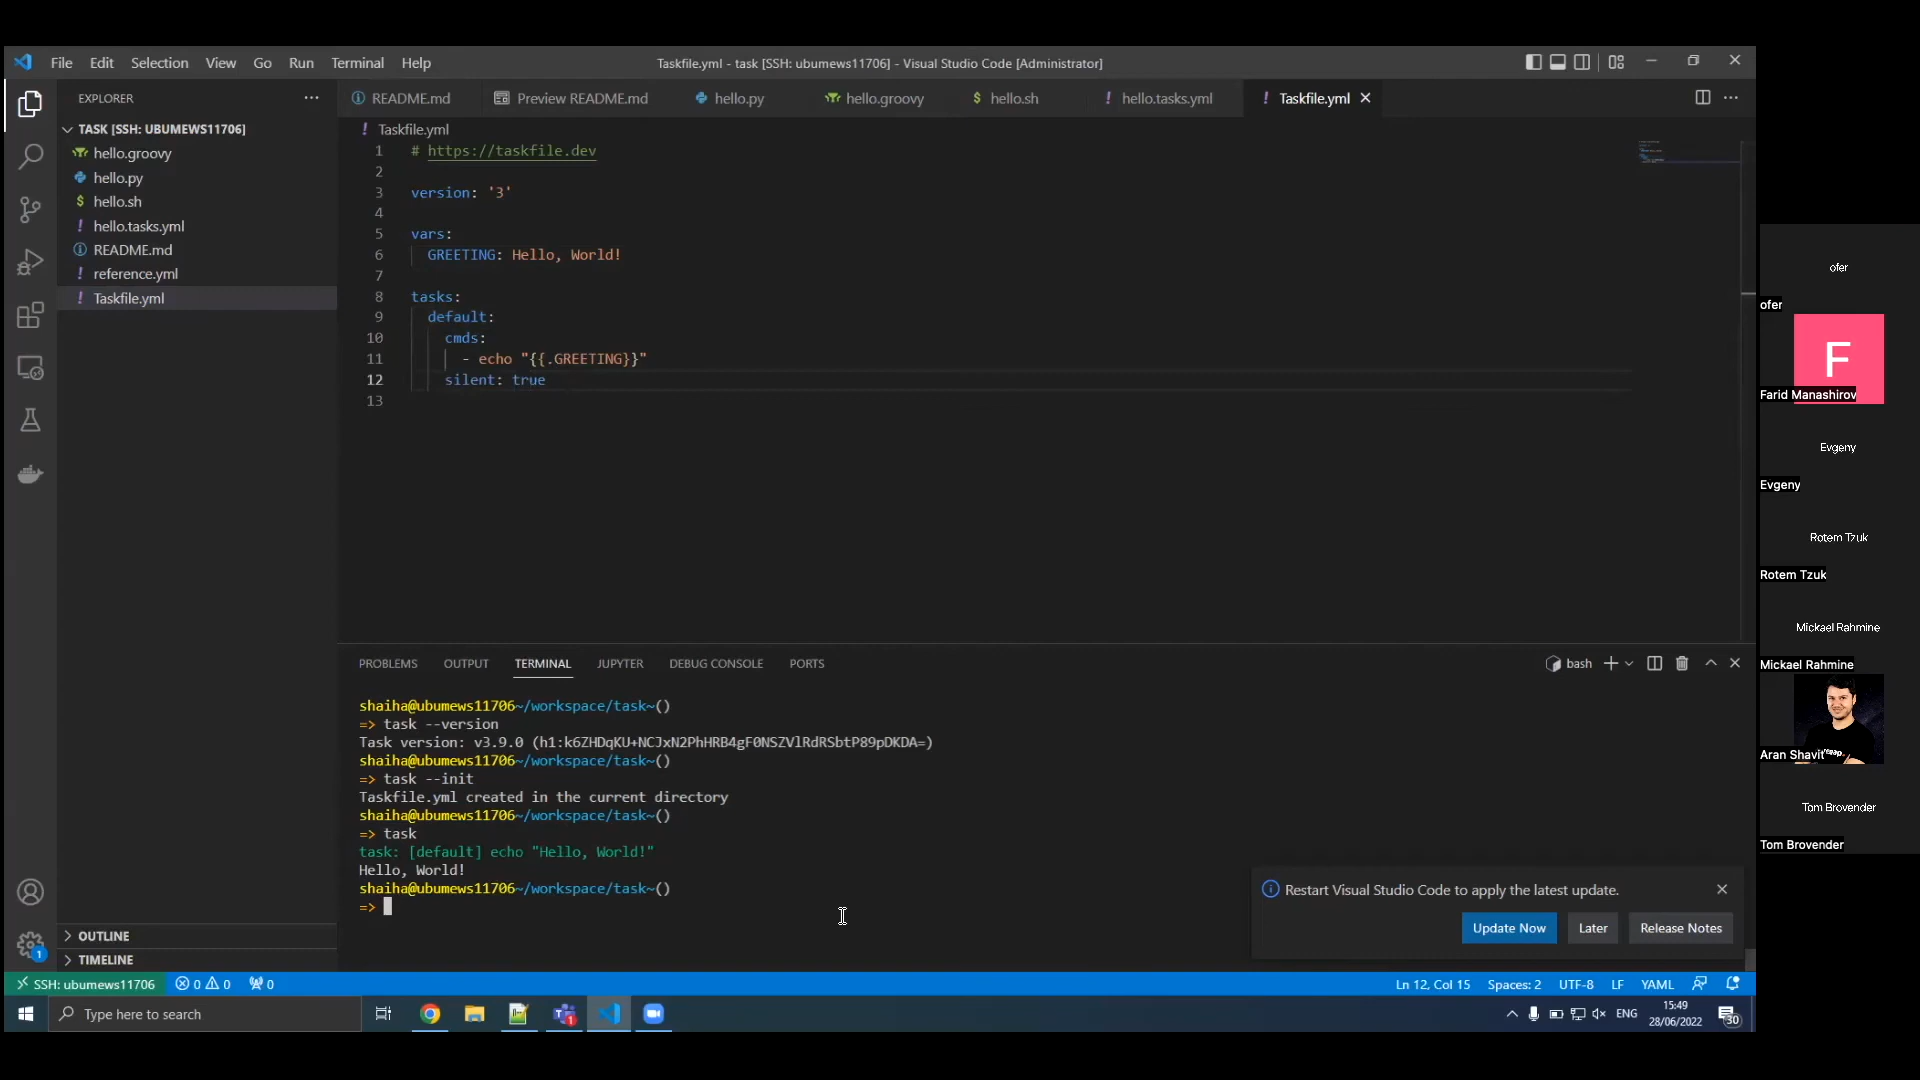 File Edit Selection View Go Run Terminal Help
Taskfile.yml - task [SSH: ubumews11706] - Visual Studio Code [Administrator]
EXPLORER
TASK [SSH: UBUMEWS11706]
hello.groovy
hello.py
hello.sh
hello.tasks.yml
README.md
reference.yml
Taskfile.yml
OUTLINE
TIMELINE
README.md Preview README.md hello.py hello.groovy hello.sh hello.tasks.yml Taskfile.yml
Taskfile.yml
1 # https://taskfile.dev
2
3 version: '3'
4
5 vars:
6 GREETING: Hello, World!
7
8 tasks:
9 default:
10 cmds:
11 - echo "{{.GREETING}}"
12 silent: true
13
PROBLEMS OUTPUT TERMINAL JUPYTER DEBUG CONSOLE PORTS
bash
shaiha@ubumews11706~/workspace/task~()
=> task --version
Task version: v3.9.0 (h1:k6ZHDqKU+NCJxN2PhHRB4gF0NSZVlRdRSbtP89pDKDA=)
shaiha@ubumews11706~/workspace/task~()
=> task --init
Taskfile.yml created in the current directory
shaiha@ubumews11706~/workspace/task~()
=> task
task: [default] echo "Hello, World!"
Hello, World!
shaiha@ubumews11706~/workspace/task~()
=>
Restart Visual Studio Code to apply the latest update.
Update Now Later Release Notes
1
SSH: ubumews11706 0 0 0
Ln 12, Col 15 Spaces: 2 UTF-8 LF YAML
Type here to search
1
ENG
15:49
28/06/2022
30
ofer
ofer
F
Farid Manashirov
Evgeny
Evgeny
Rotem Tzuk
Rotem Tzuk
Mickael Rahmine
Mickael Rahmine
Aran Shavit
Tom Brovender
Tom Brovender